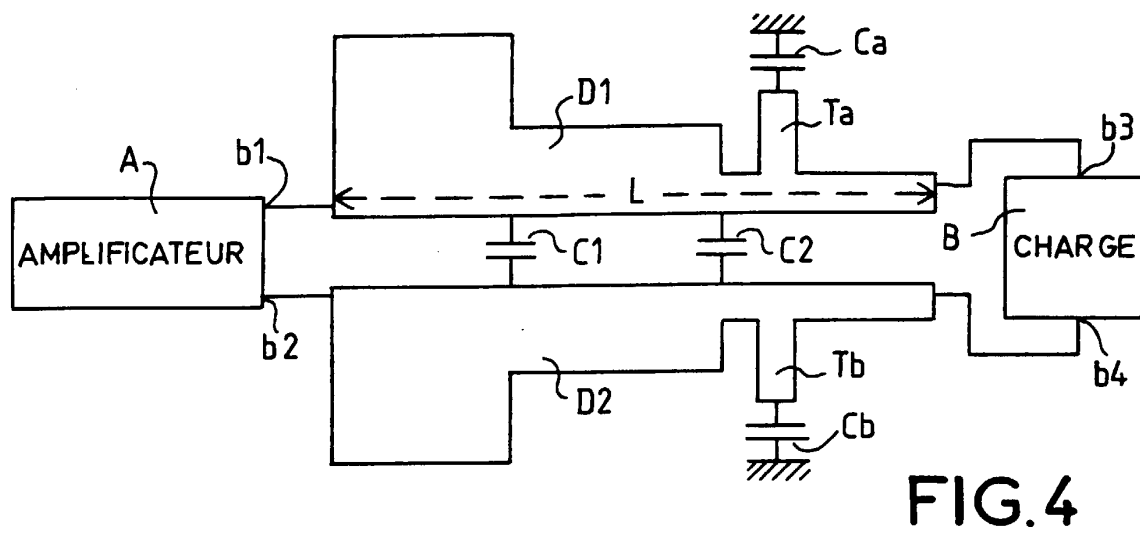 Ca
D1
Ta
b3
b1
A
L
B
AMPLIFICATEUR
C1
C2
CHARGE
b2
Tb
b4
D2
Cb
FIG.4